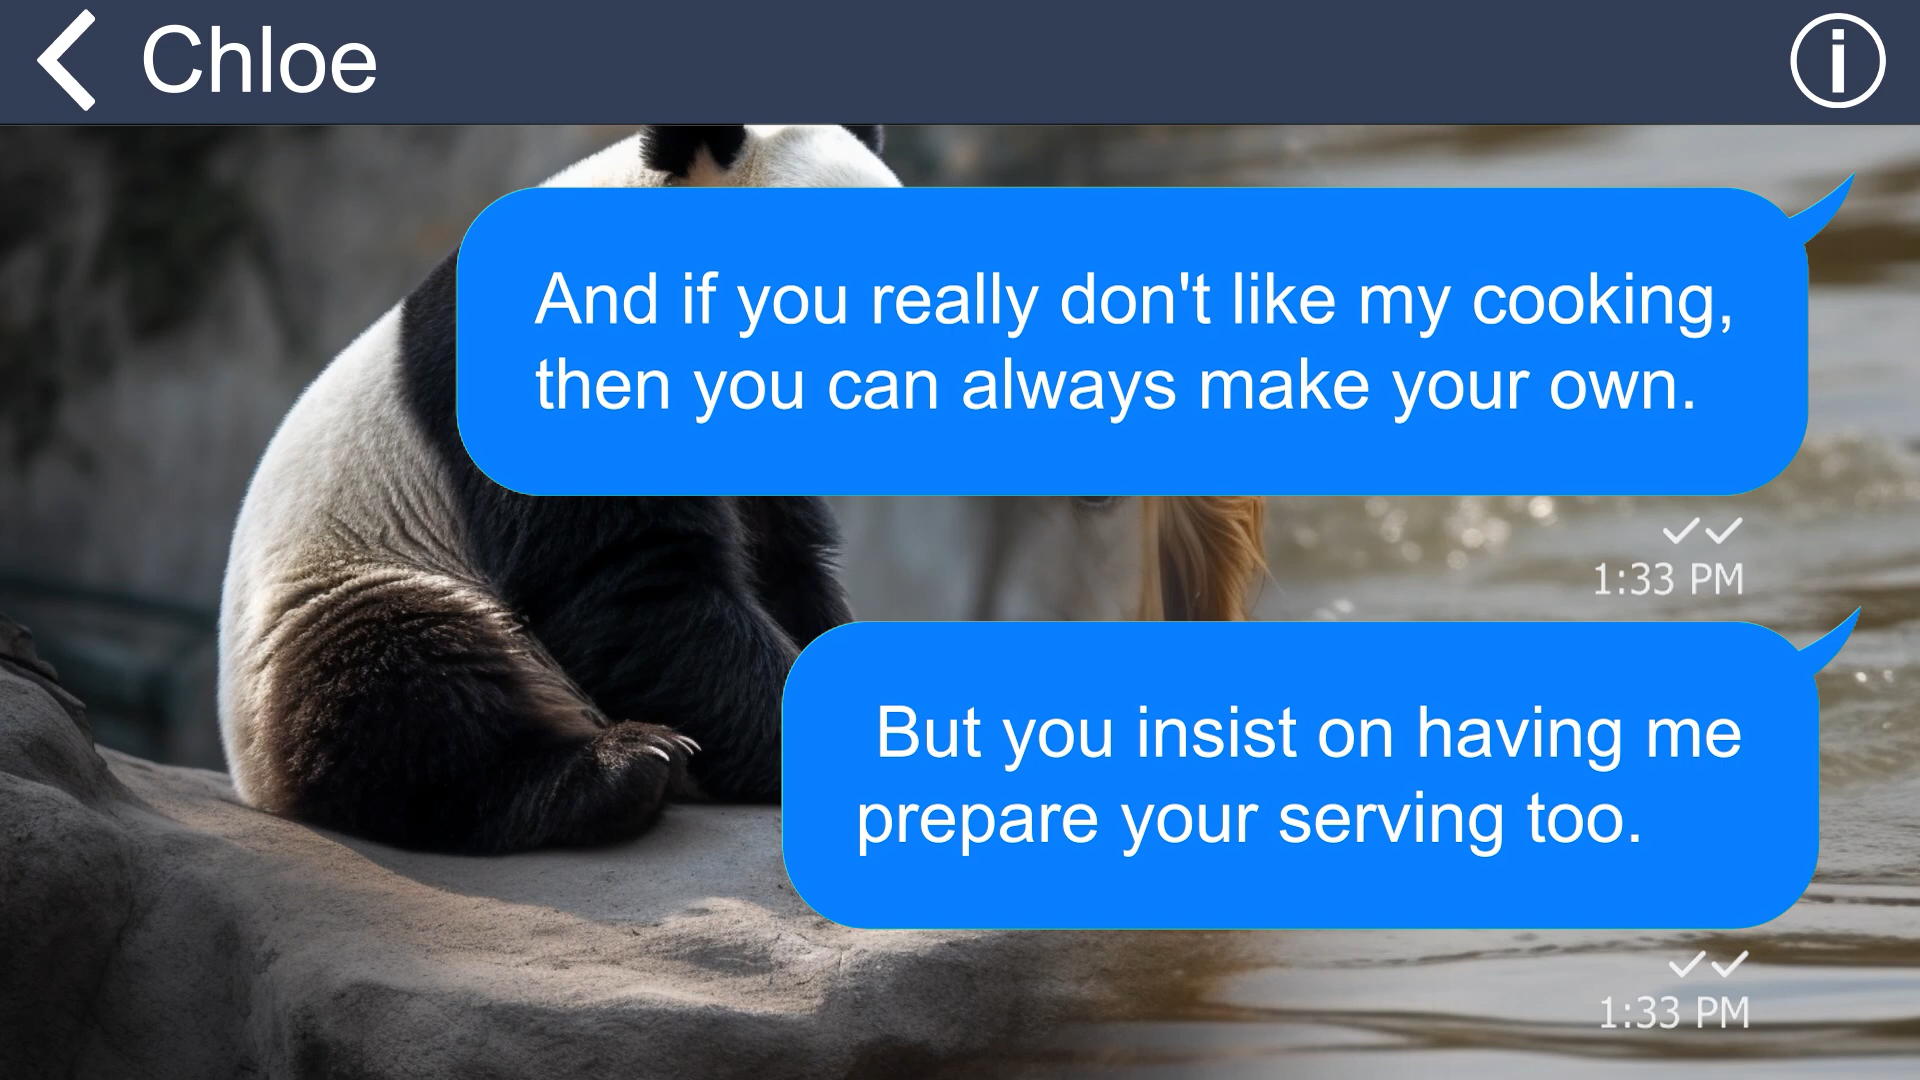 Chloe
And if you really don't like my cooking,
then you can always make your own.
1:33 PM
But you insist on having me
prepare your serving too.
1:33 PM